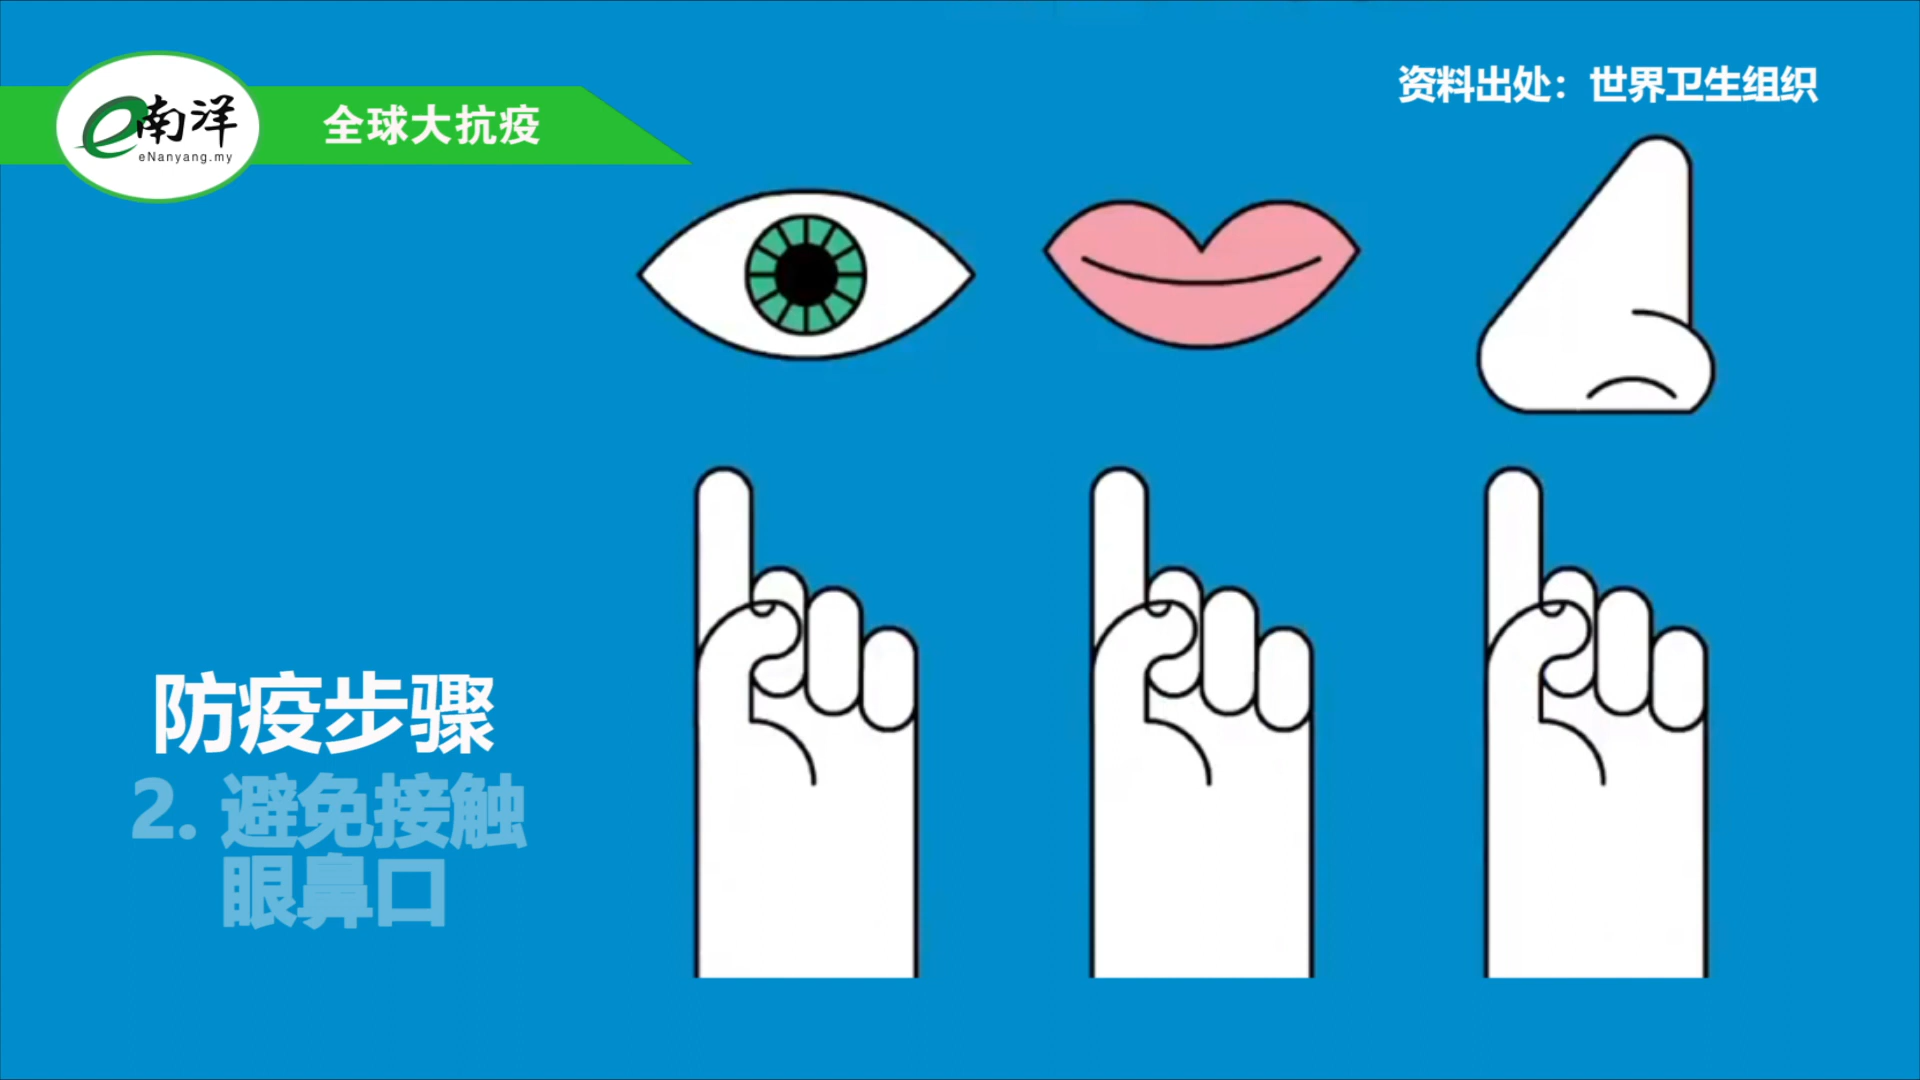 e南洋
eNanyang.my
全球大抗疫
资料出处：世界卫生组织
防疫步骤
2. 避免接触
眼鼻口